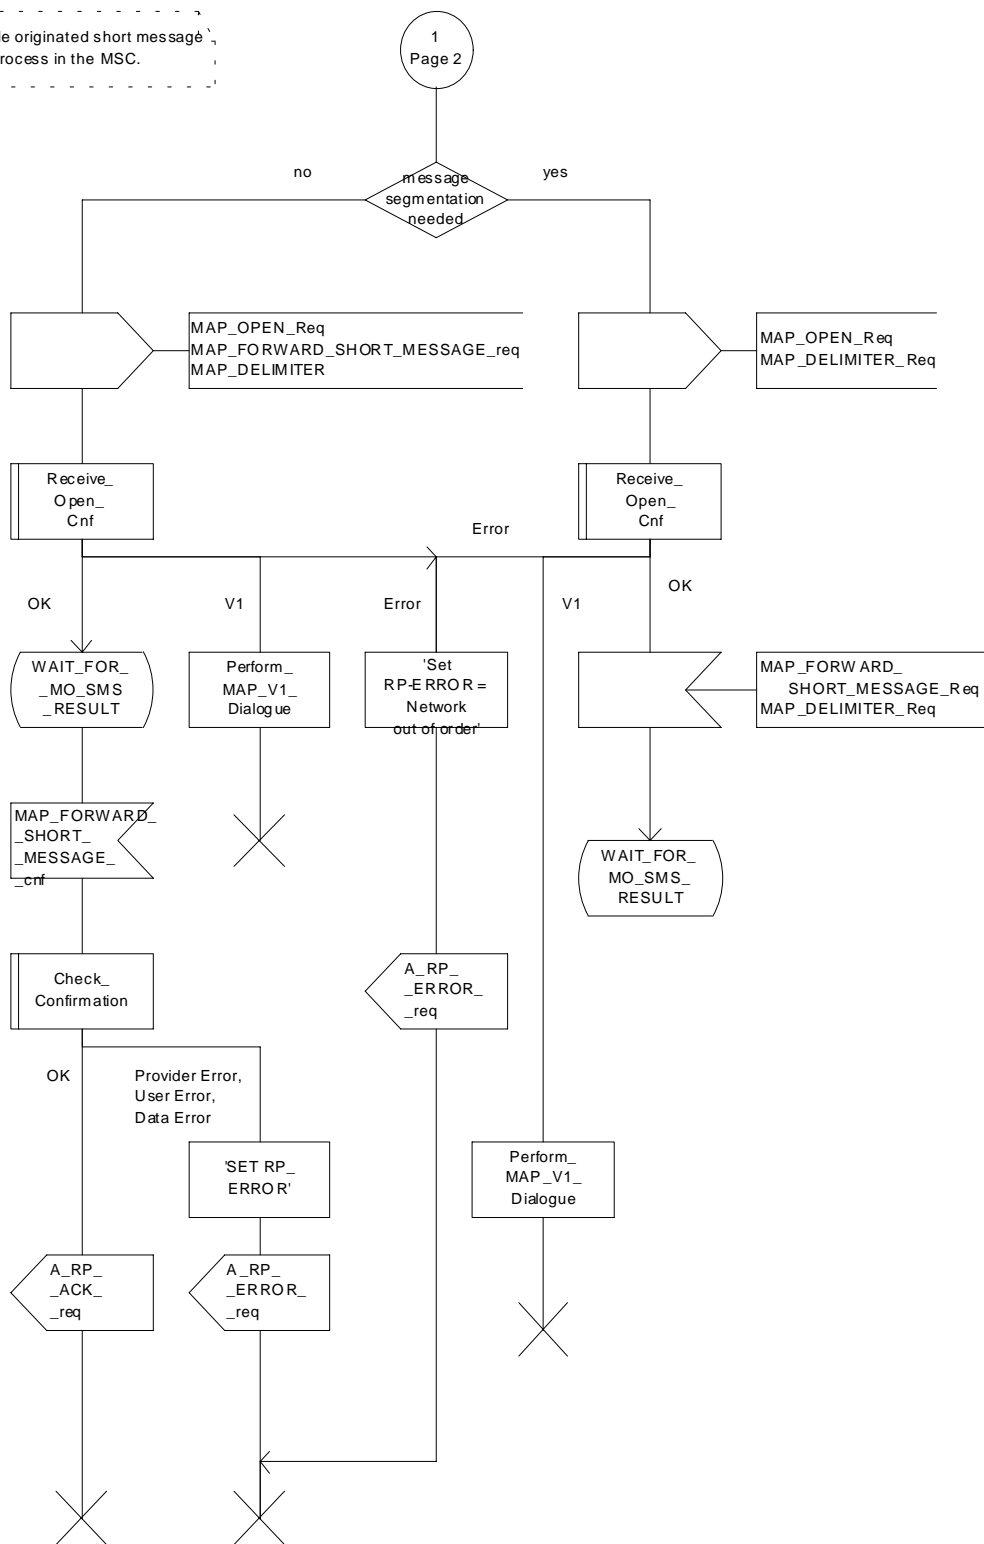 le originated short message
rocess in the MSC.
1
Page 2
no
message
segmentation
needed
yes
MAP_OPEN_Req
MAP_FORWARD_SHORT_MESSAGE_req
MAP_DELIMITER
MAP_OPEN_Req
MAP_DELIMITER_Req
Receive_
Open_
Cnf
Receive_
Open_
Cnf
Error
OK
V1
Error
V1
OK
WAIT_FOR_
_MO_SMS
_RESULT
Perform_
MAP_V1_
Dialogue
'Set
RP-ERROR =
Network
out of order'
MAP_FORWARD_
SHORT_MESSAGE_Req
MAP_DELIMITER_Req
MAP_FORWARD_
_SHORT_
_MESSAGE_
_cnf
WAIT_FOR_
MO_SMS_
RESULT
Check_
Confirmation
A_RP_
_ERROR_
_req
OK
Provider Error,
User Error,
Data Error
'SET RP_
ERROR'
Perform_
MAP_V1_
Dialogue
A_RP_
_ACK_
_req
A_RP_
_ERROR_
_req